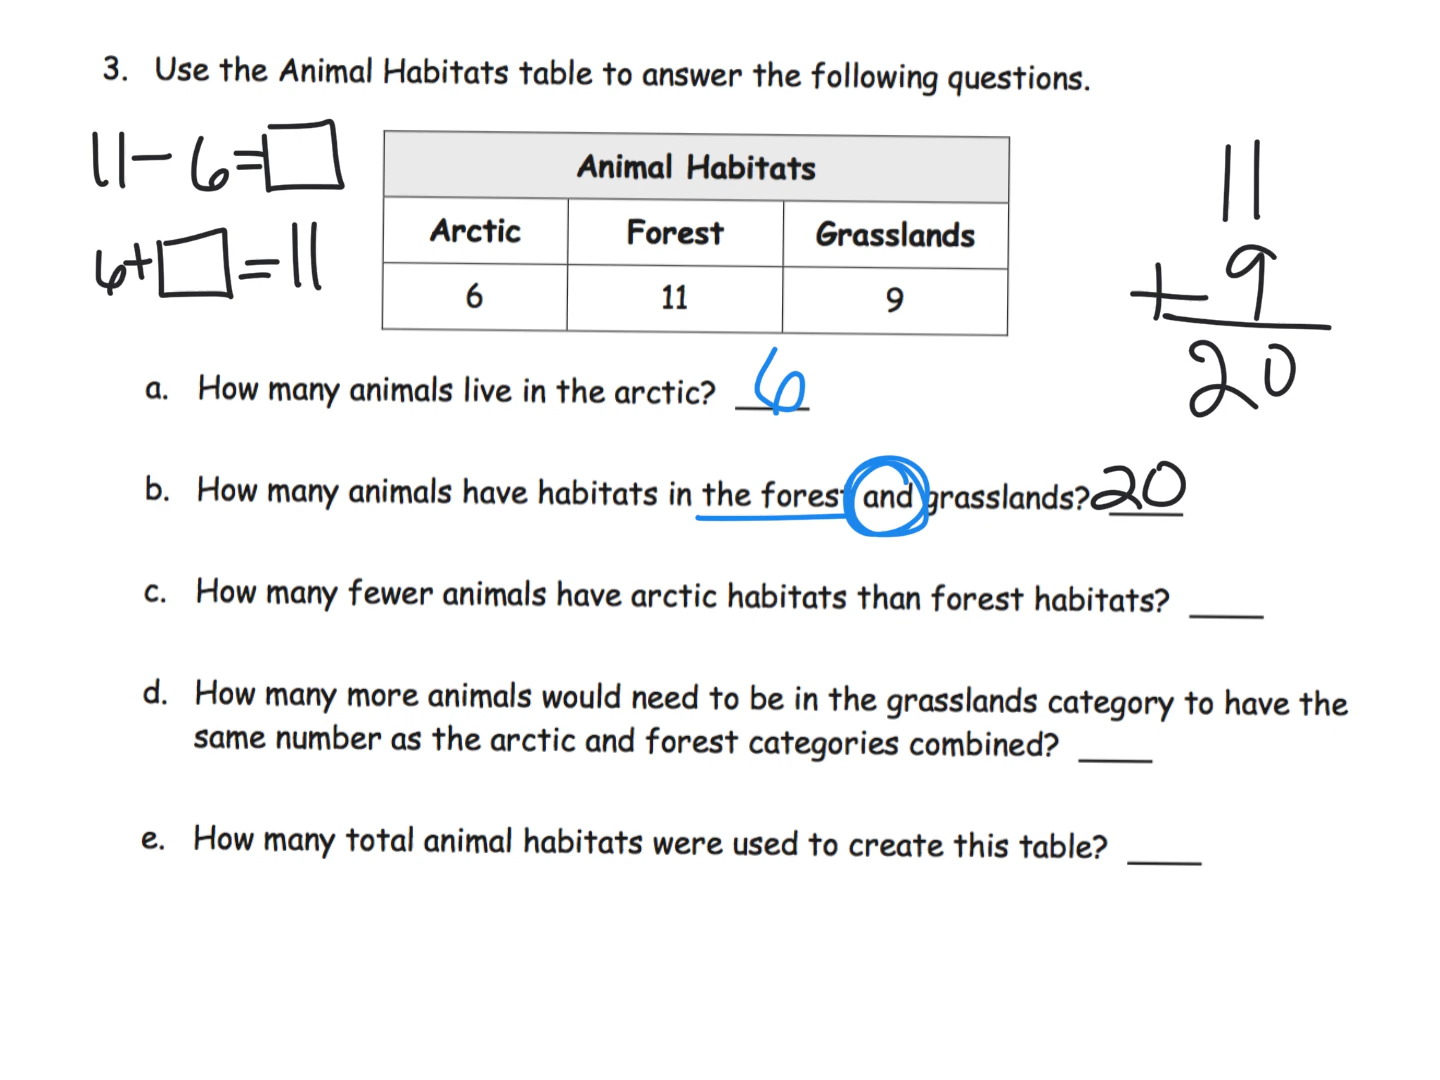 3. Use the Animal Habitats table to answer the following questions.
11 - 6 = □
6 + □ = 11
Animal Habitats
Arctic Forest Grasslands
6 11 9
11
+ 9
20
a. How many animals live in the arctic? 6
b. How many animals have habitats in the forest and grasslands? 20
c. How many fewer animals have arctic habitats than forest habitats? ____
d. How many more animals would need to be in the grasslands category to have the
same number as the arctic and forest categories combined? ____
e. How many total animal habitats were used to create this table? ____